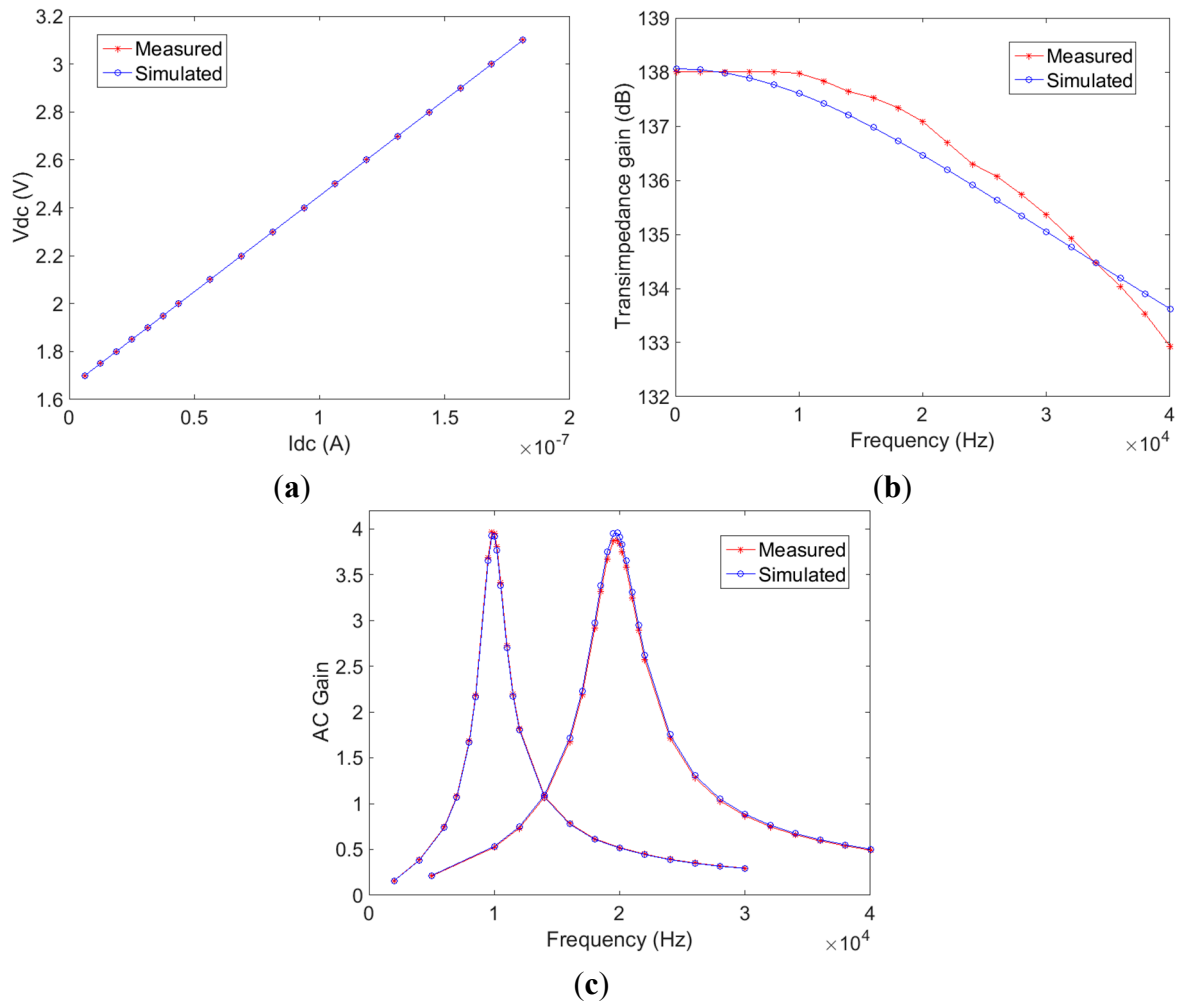 3.2
3
2.8
2.6
2.4
2.2
2
1.8
1.6
Vdc (V)
Measured
Simulated
0 0.5 1 1.5 2
Idc (A)
×10-7
(a)
139
138
137
136
135
134
133
132
Transimpedance gain (dB)
Measured
Simulated
0 1 2 3 4
Frequency (Hz)
×104
(b)
4
3.5
3
2.5
2
1.5
1
0.5
0
AC Gain
Measured
Simulated
0 1 2 3 4
Frequency (Hz)
×104
(c)